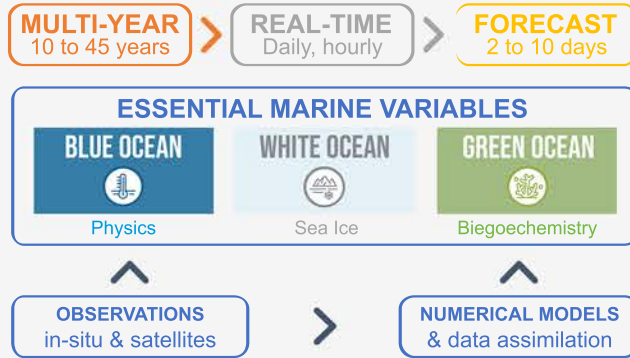 MULTI-YEAR
10 to 45 years
REAL-TIME
Daily, hourly
FORECAST
2 to 10 days
ESSENTIAL MARINE VARIABLES
BLUE OCEAN
Physics
WHITE OCEAN
Sea Ice
GREEN OCEAN
Biegoechemistry
OBSERVATIONS
in-situ & satellites
NUMERICAL MODELS
& data assimilation